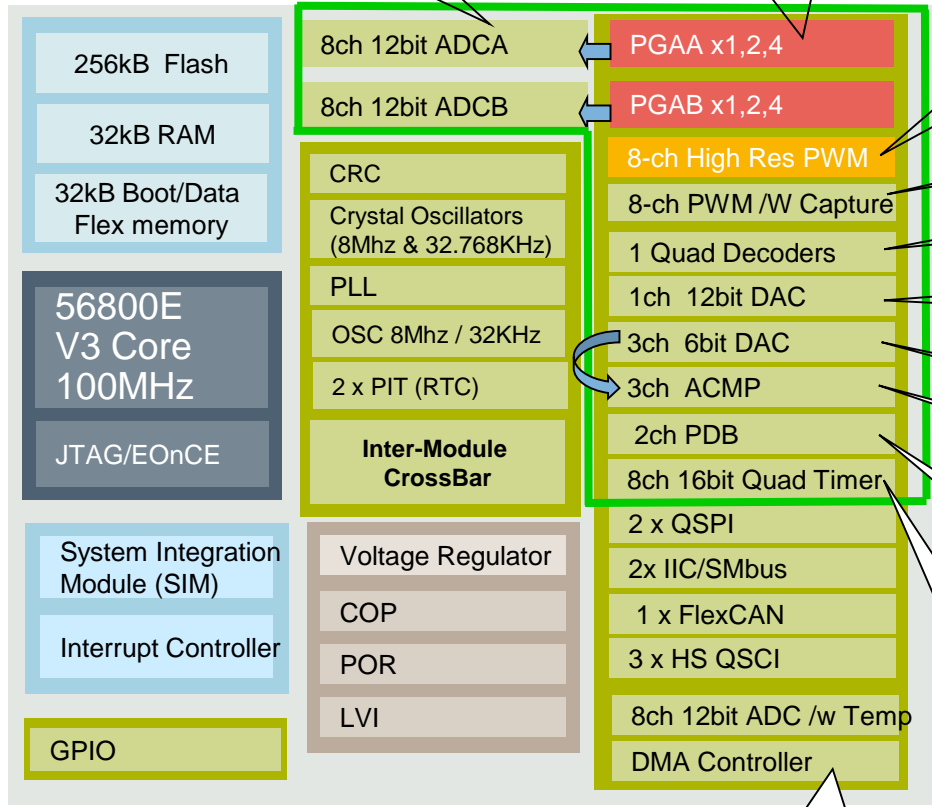 256kB Flash
32kB RAM
32kB Boot/Data
Flex memory
56800E
V3 Core
100MHz
JTAG/EOnCE
System Integration
Module (SIM)
Interrupt Controller
GPIO
8ch 12bit ADCA
8ch 12bit ADCB
CRC
Crystal Oscillators
(8Mhz & 32.768KHz)
PLL
OSC 8Mhz / 32KHz
2 x PIT (RTC)
Inter-Module
CrossBar
Voltage Regulator
COP
POR
LVI
PGAA x1,2,4
PGAB x1,2,4
8-ch High Res PWM
8-ch PWM /W Capture
1 Quad Decoders
1ch 12bit DAC
3ch 6bit DAC
3ch ACMP
2ch PDB
8ch 16bit Quad Timer
2 x QSPI
2x IIC/SMbus
1 x FlexCAN
3 x HS QSCI
8ch 12bit ADC /w Temp
DMA Controller